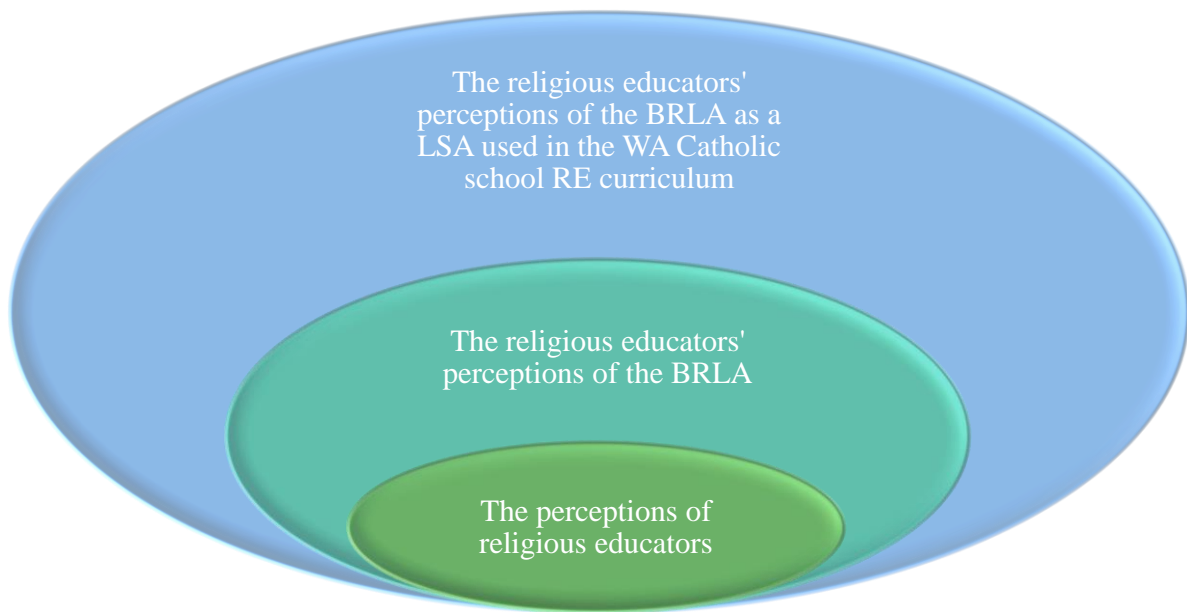 The religious educators'
perceptions of the BRLA as a
LSA used in the WA Catholic
school RE curriculum
The religious educators'
perceptions of the BRLA
The perceptions of
religious educators